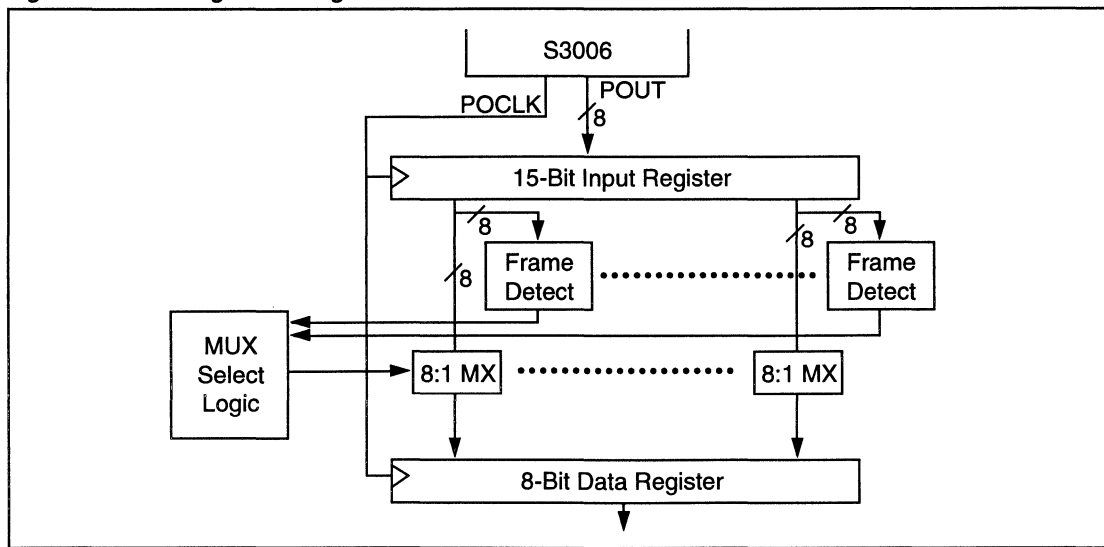 S3006
POCLK
POUT
8
15-Bit Input Register
8
8
8
8
Frame
Detect
Frame
Detect
MUX
Select
Logic
8:1 MX
8:1 MX
8-Bit Data Register